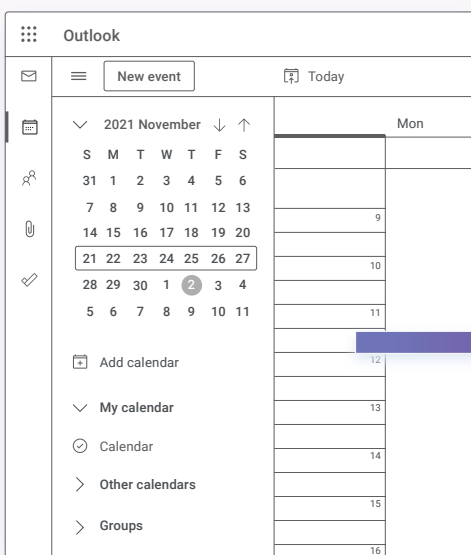 Outlook
New event
Today
2021 November
Mon
S M T W T F S
31 1 2 3 4 5 6
7 8 9 10 11 12 13
14 15 16 17 18 19 20
21 22 23 24 25 26 27
28 29 30 1 2 3 4
5 6 7 8 9 10 11
Add calendar
My calendar
Calendar
Other calendars
Groups
9
10
11
12
13
14
15
16